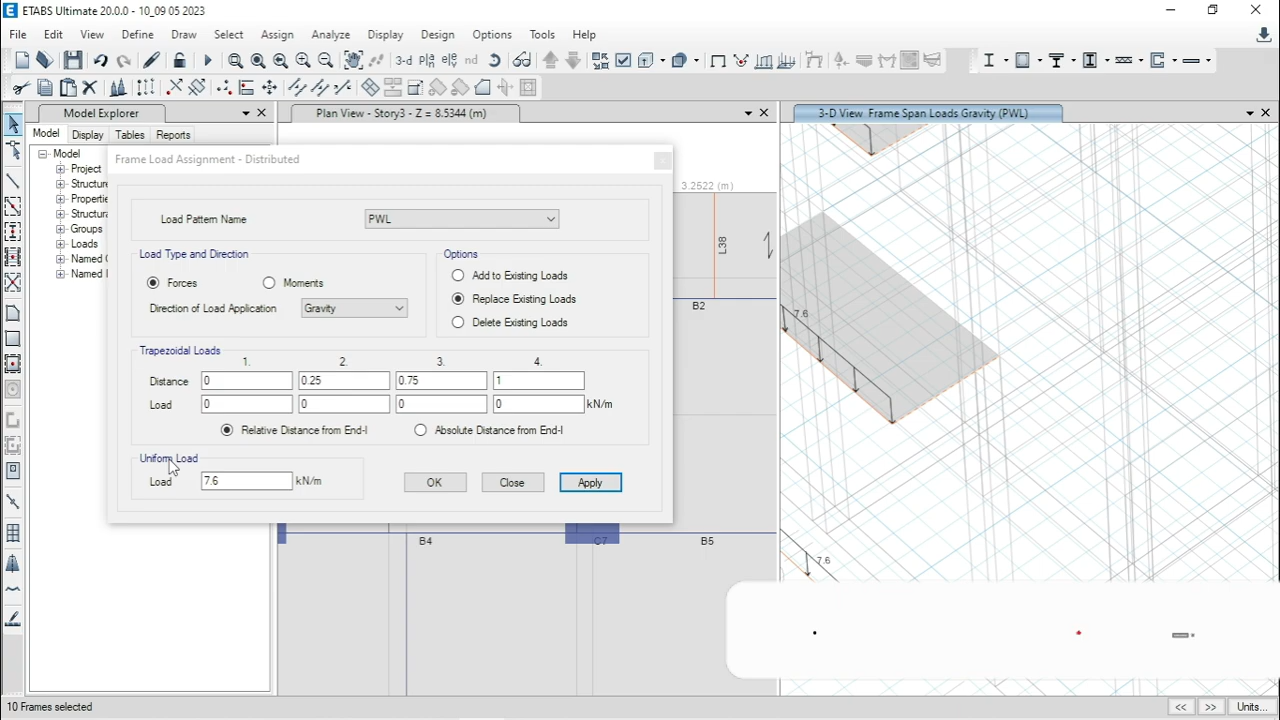 ETABS Ultimate 20.0.0 - 10_09 05 2023
File Edit View Define Draw Select Assign Analyze Display Design Options Tools Help
3-d nd
Model Explorer
Plan View - Story3 - Z = 8.5344 (m)
3-D View Frame Span Loads Gravity (PWL)
Model Display Tables Reports
Model
Project
Structure
Propertie
Structura
Groups
Loads
Named
Named
Frame Load Assignment - Distributed
Load Pattern Name PWL
Load Type and Direction
Forces Moments
Direction of Load Application Gravity
Options
Add to Existing Loads
Replace Existing Loads
Delete Existing Loads
Trapezoidal Loads
1. 2. 3. 4.
Distance 0 0.25 0.75 1
Load 0 0 0 0 kN/m
Relative Distance from End-I Absolute Distance from End-I
Uniform Load
Load 7.6 kN/m
OK Close Apply
3.2522 (m)
L38
B2
B4 C7 B5
7.6
7.6
10 Frames selected
<< >> Units...